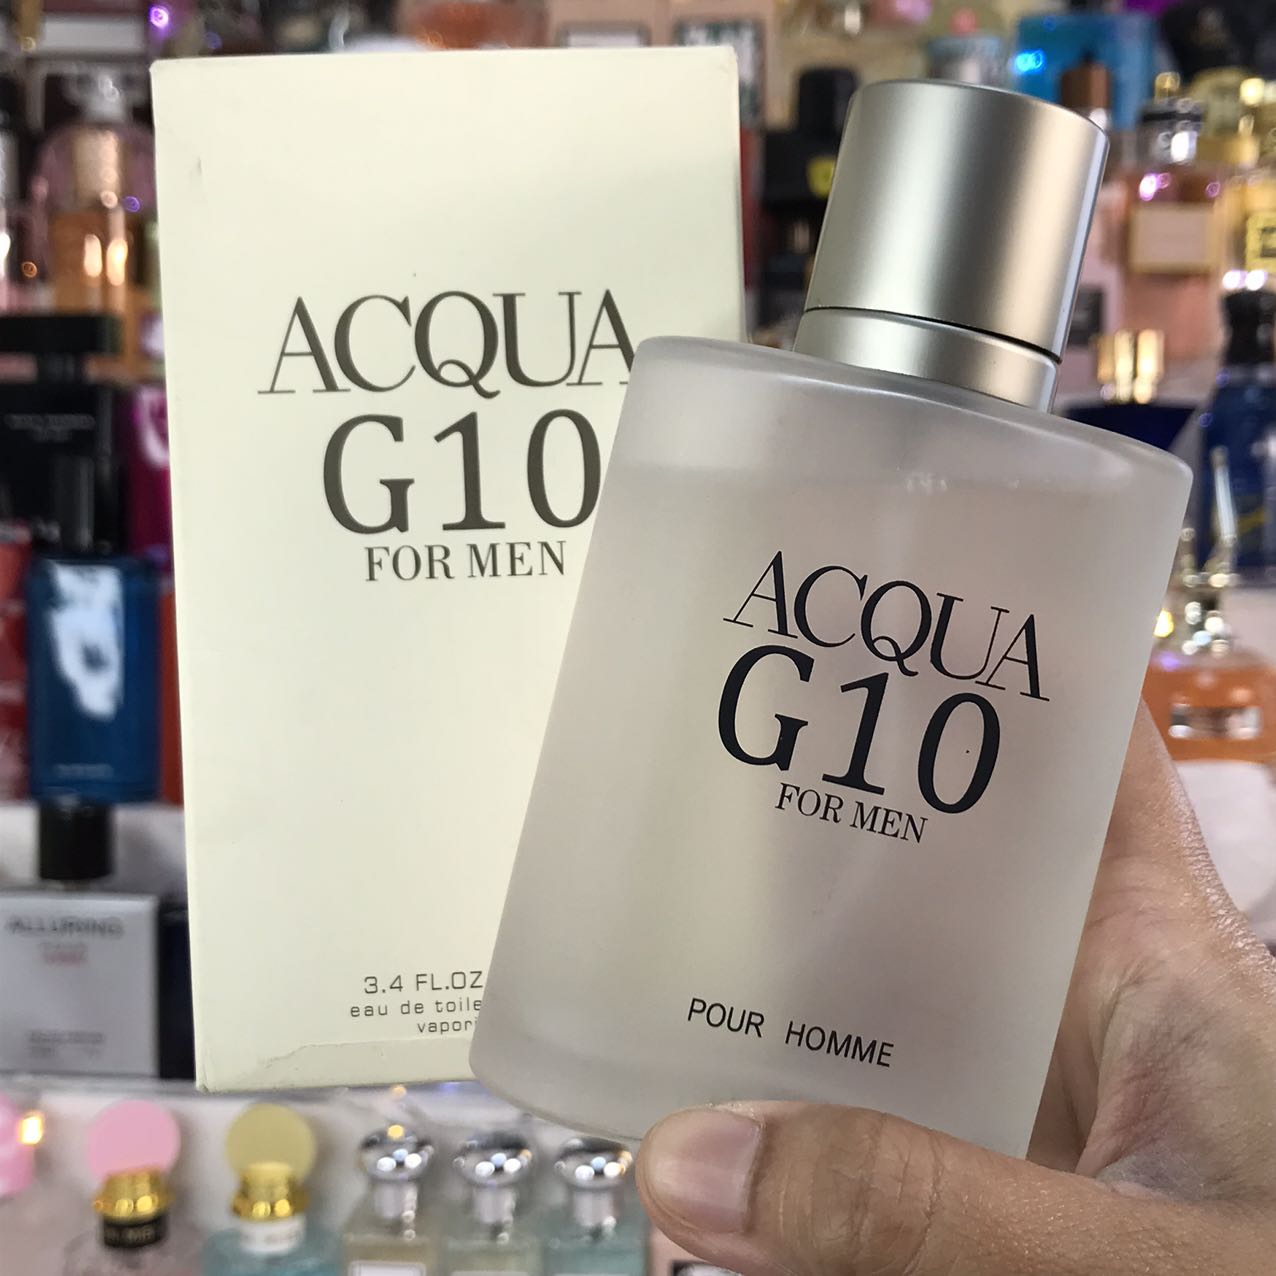 ACQUA
G10
FOR MEN
3.4 FL.OZ
eau de toile
vapori
ACQUA
G10
FOR MEN
POUR HOMME
ALLURING